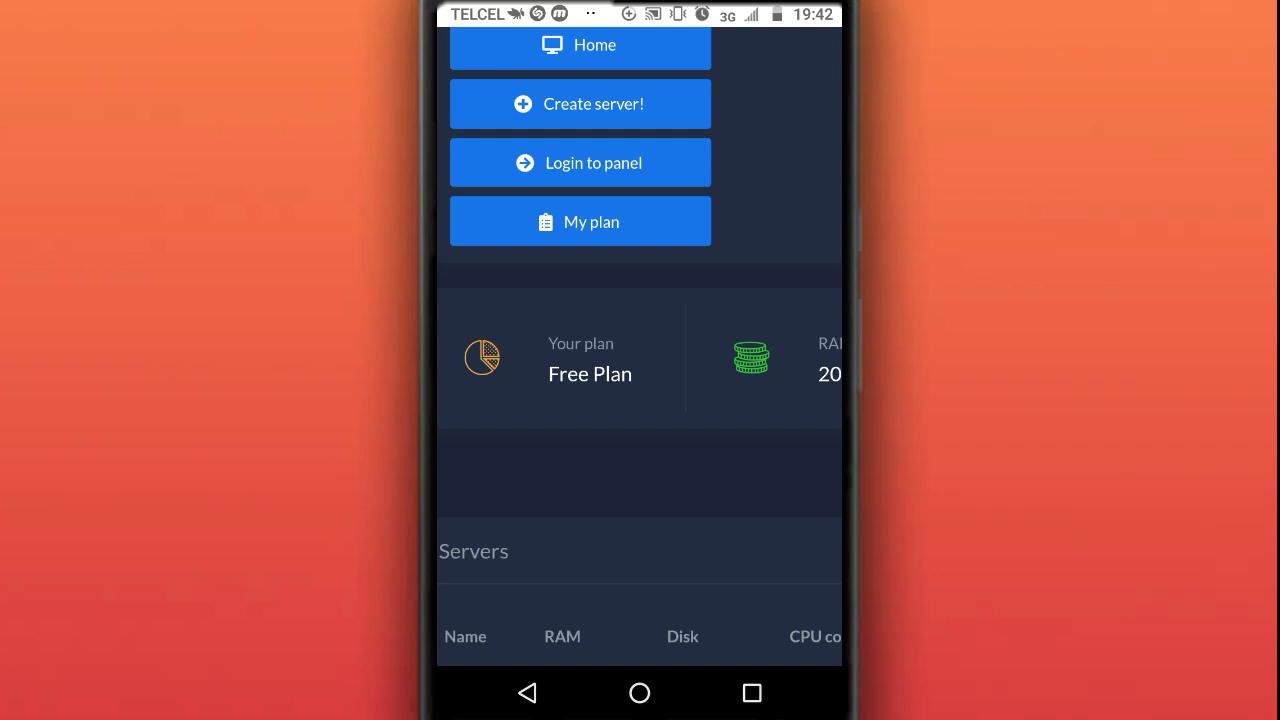 TELCEL 3G 19:42
Home
Create server!
Login to panel
My plan
Your plan
Free Plan
RA
20
Servers
Name RAM Disk CPU co